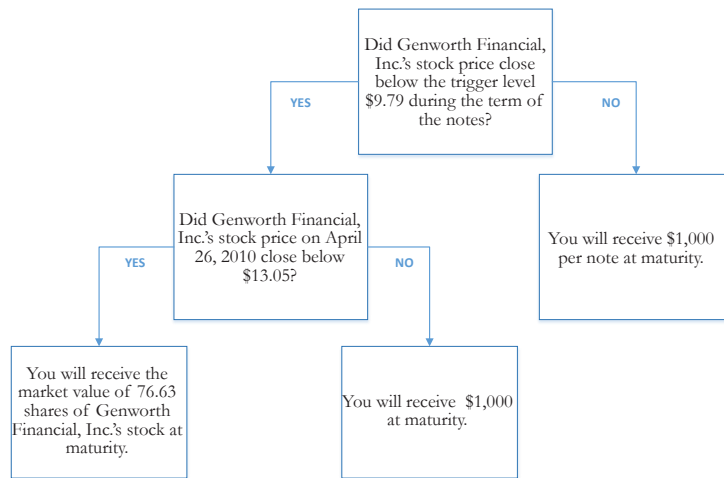 Did Genworth Financial,
Inc.'s stock price close
below the trigger level
$9.79 during the term of
the notes?
YES
NO
Did Genworth Financial,
Inc.'s stock price on April
26, 2010 close below
$13.05?
You will receive $1,000
per note at maturity.
YES
NO
You will receive the
market value of 76.63
shares of Genworth
Financial, Inc.'s stock at
maturity.
You will receive $1,000
at maturity.